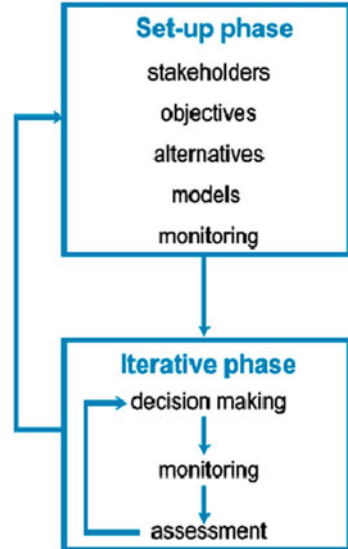 Set-up phase
stakeholders
objectives
alternatives
models
monitoring
Iterative phase
decision making
monitoring
assessment